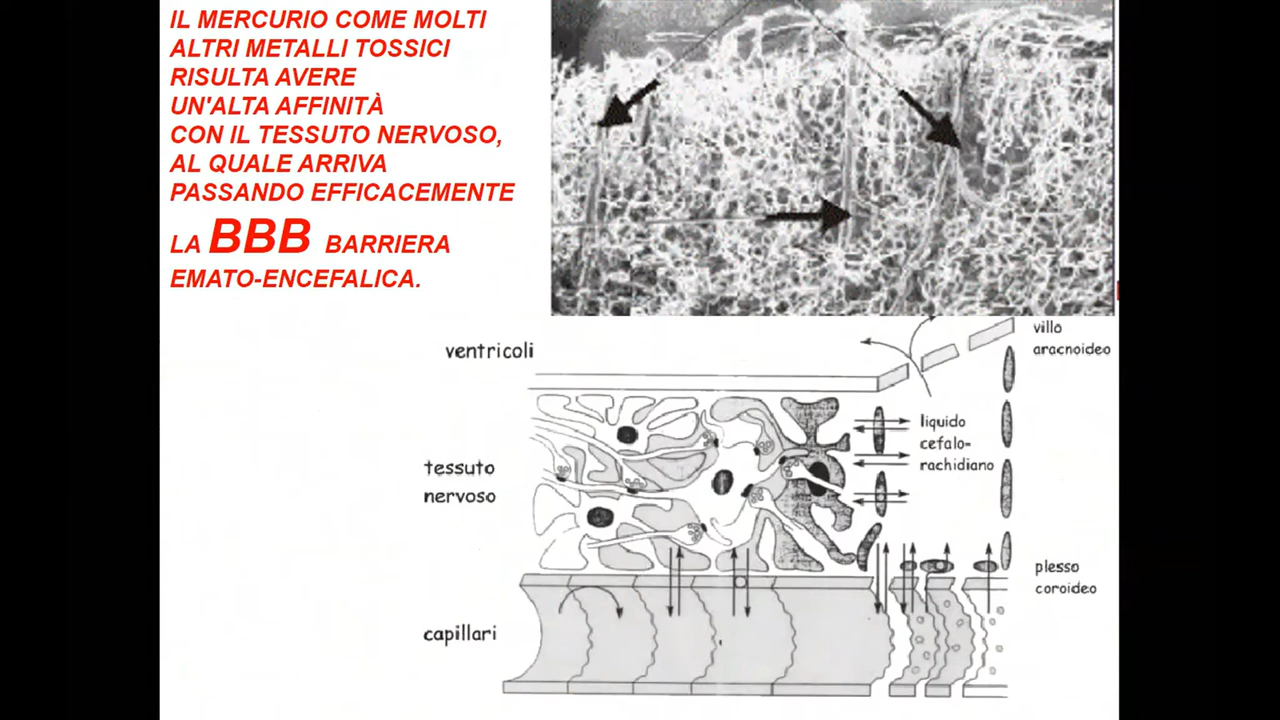 IL MERCURIO COME MOLTI
ALTRI METALLI TOSSICI
RISULTA AVERE
UN'ALTA AFFINITÀ
CON IL TESSUTO NERVOSO,
AL QUALE ARRIVA
PASSANDO EFFICACEMENTE
LA BBB BARRIERA
EMATO-ENCEFALICA.
villo
aracnoideo
ventricoli
liquido
cefalo-
rachidiano
tessuto
nervoso
plesso
coroideo
capillari